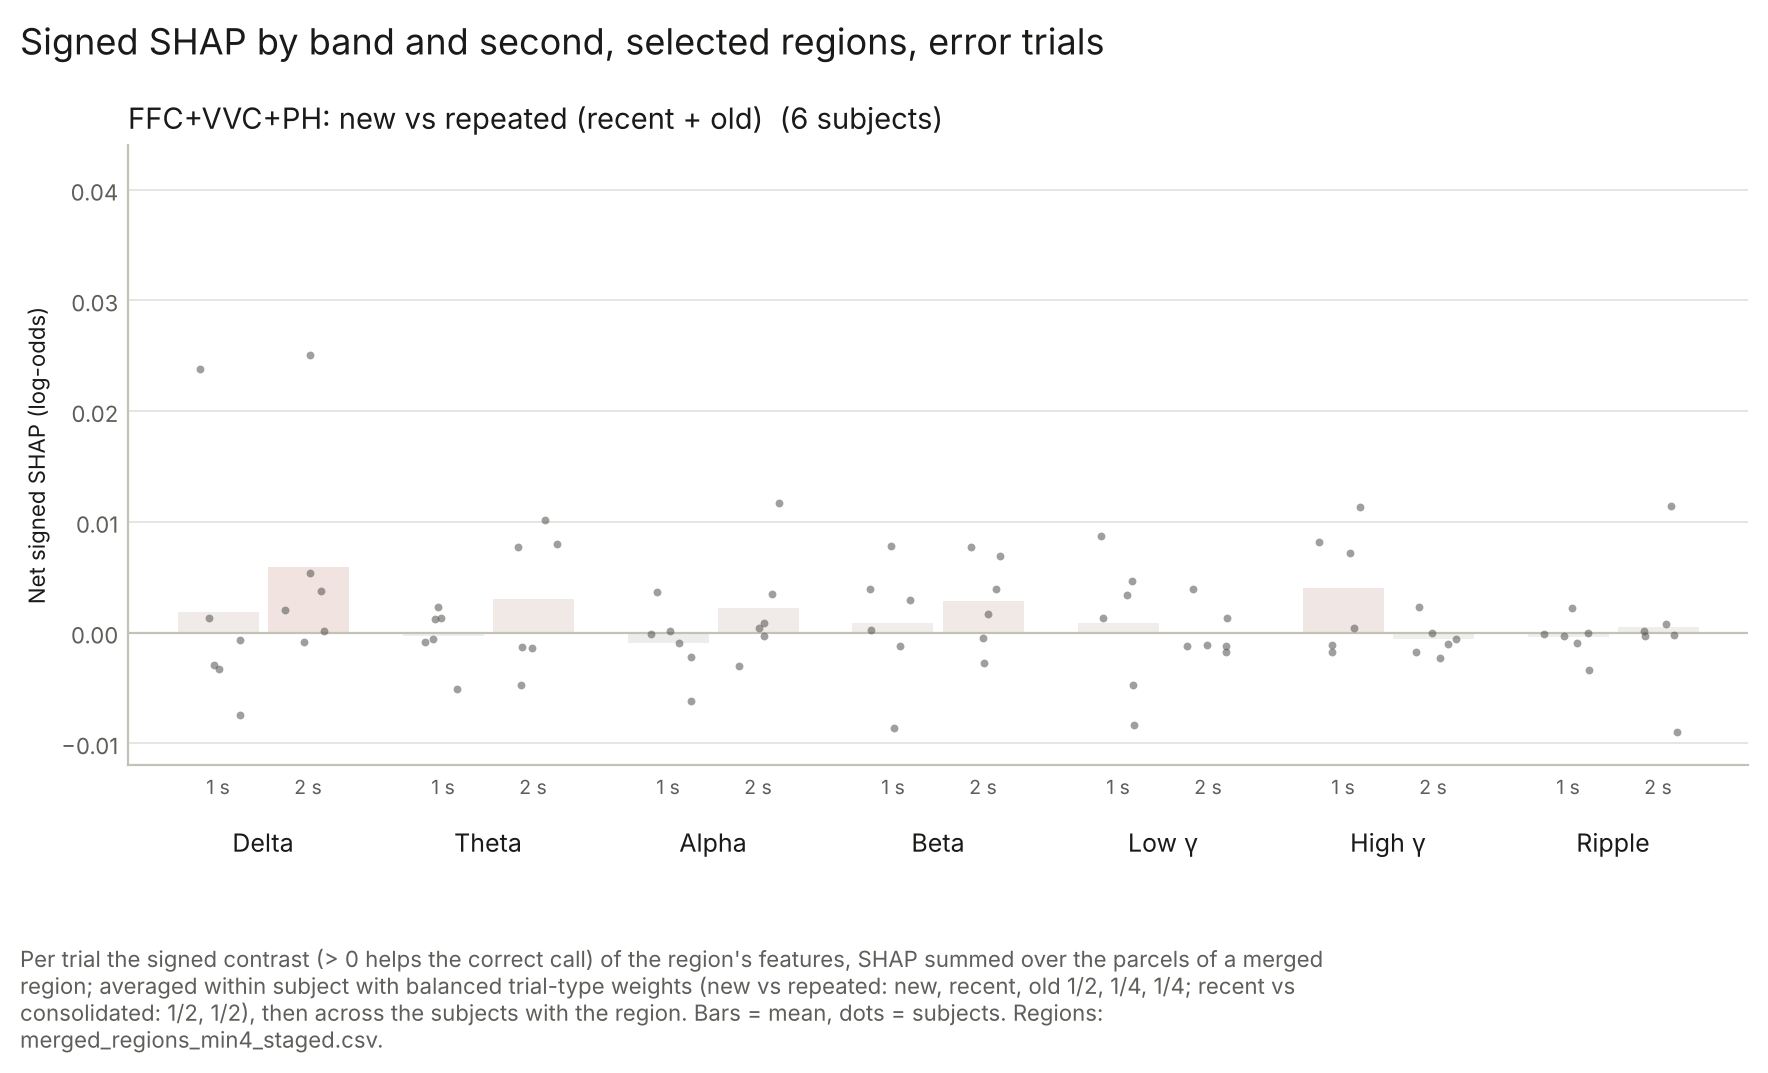 Signed SHAP by band and second, selected regions, error trials
FFC+VVC+PH: new vs repeated (recent + old)  (6 subjects)
Net signed SHAP (log-odds)
0.04
0.03
0.02
0.01
0.00
−0.01
1 s 2 s 1 s 2 s 1 s 2 s 1 s 2 s 1 s 2 s 1 s 2 s 1 s 2 s
Delta Theta Alpha Beta Low γ High γ Ripple
Per trial the signed contrast (> 0 helps the correct call) of the region's features, SHAP summed over the parcels of a merged
region; averaged within subject with balanced trial-type weights (new vs repeated: new, recent, old 1/2, 1/4, 1/4; recent vs
consolidated: 1/2, 1/2), then across the subjects with the region. Bars = mean, dots = subjects. Regions:
merged_regions_min4_staged.csv.